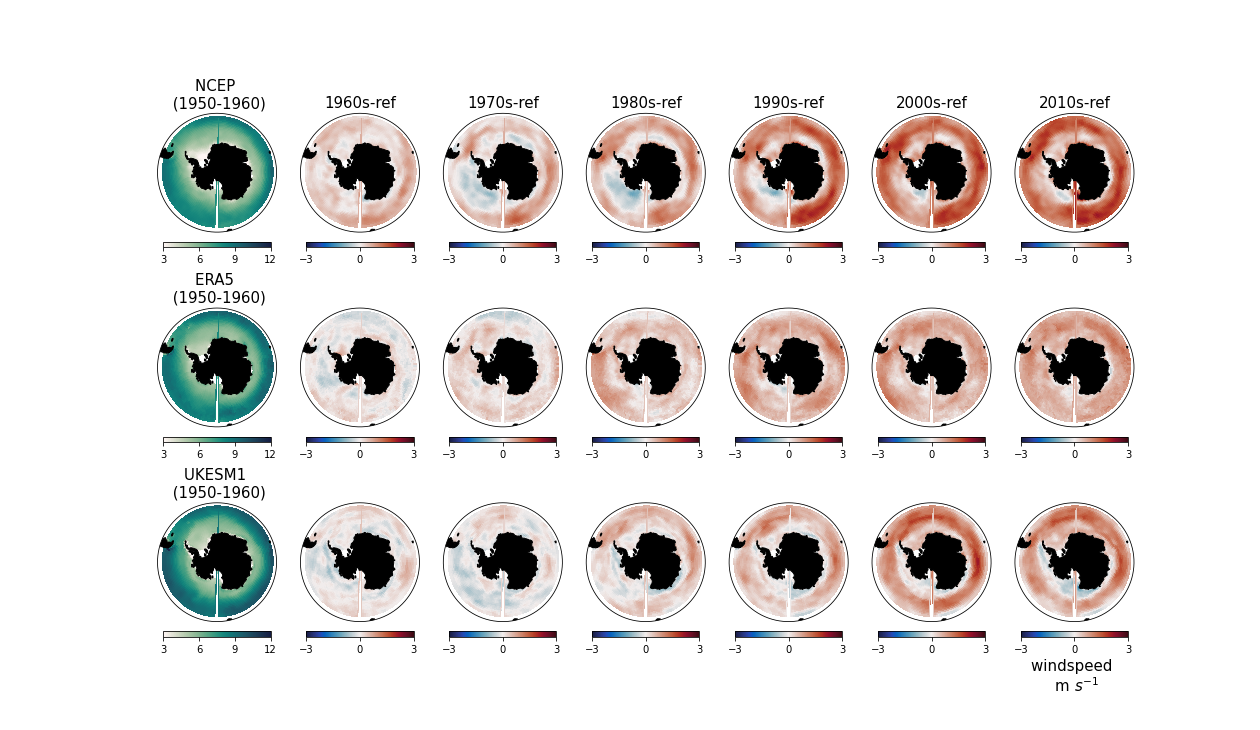 NCEP
(1950-1960)
1960s-ref
1970s-ref
1980s-ref
1990s-ref
2000s-ref
2010s-ref
3 6 9 12
−3 0 3
−3 0 3
−3 0 3
−3 0 3
−3 0 3
−3 0 3
ERA5
(1950-1960)
3 6 9 12
−3 0 3
−3 0 3
−3 0 3
−3 0 3
−3 0 3
−3 0 3
UKESM1
(1950-1960)
3 6 9 12
−3 0 3
−3 0 3
−3 0 3
−3 0 3
−3 0 3
−3 0 3
windspeed
m s⁻¹